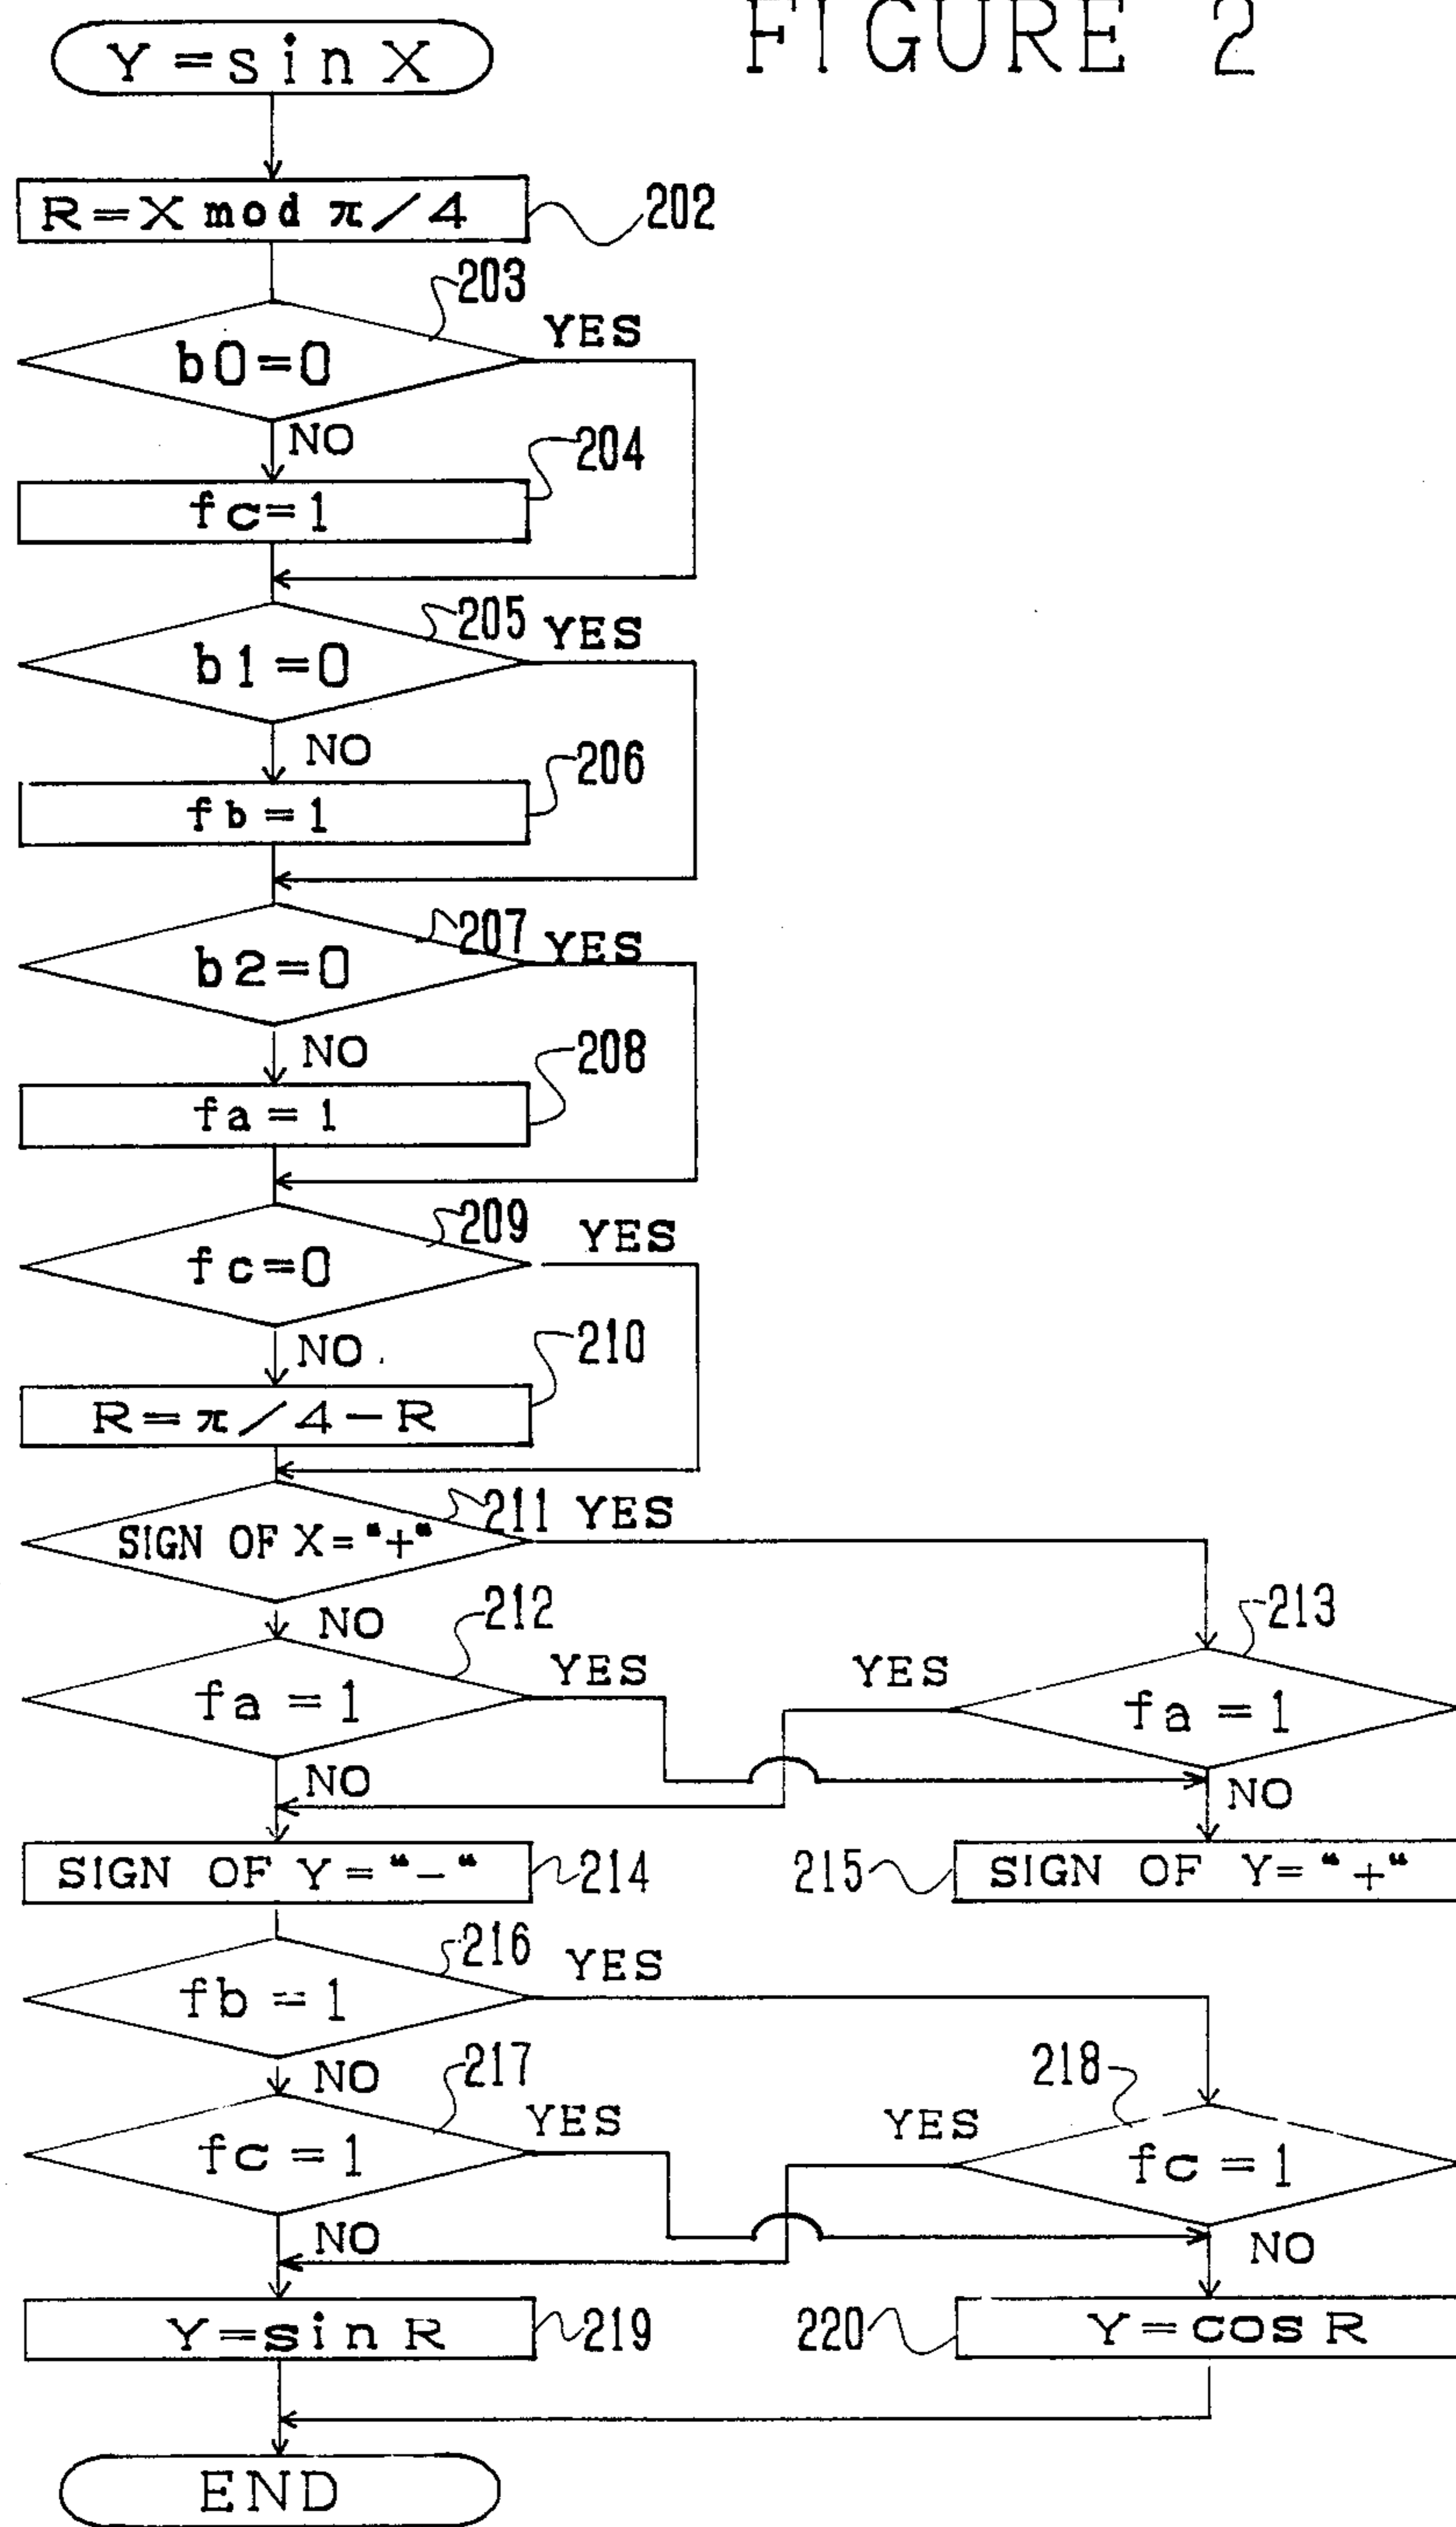 FIGURE 2
Y=sin X
R=X mod π/4
202
203
b0=0
YES
NO
204
fc=1
205
YES
b1=0
NO
206
fb=1
207
YES
b2=0
NO
208
fa=1
209
YES
fc=0
NO
210
R=π/4-R
211
YES
SIGN OF X="+"
NO
212
213
fa=1
YES
YES
fa=1
NO
NO
SIGN OF Y="-"
214
215
SIGN OF Y="+"
216
YES
fb=1
NO
217
218
YES
YES
fc=1
fc=1
NO
NO
Y=sin R
219
220
Y=cos R
END